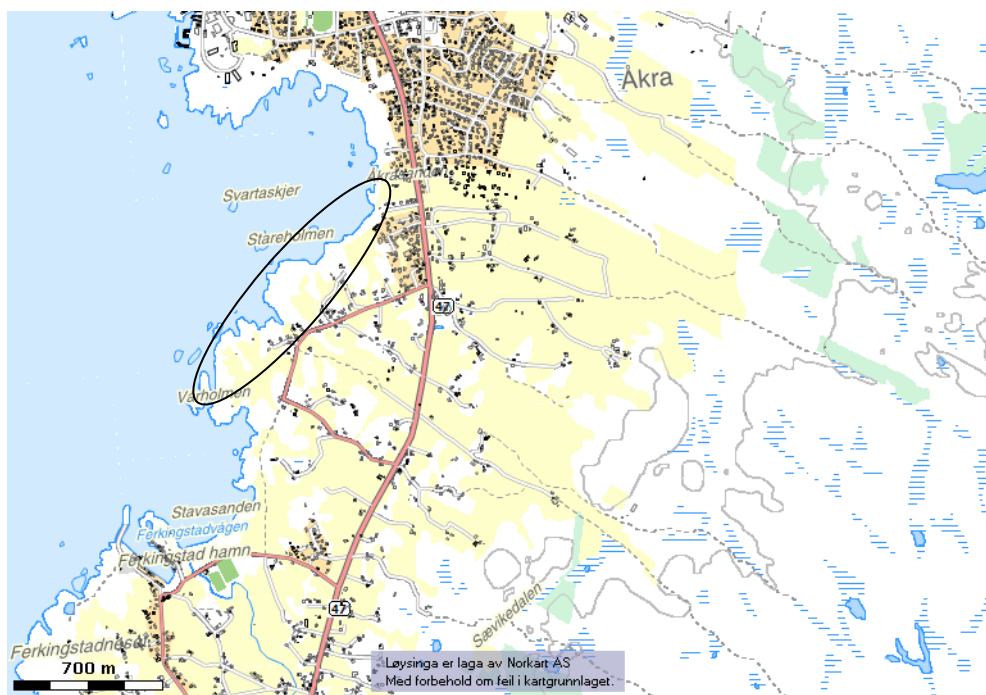 Åkra
Åkrasanden
Svartaskjer
Ståreholmen
47
Varholmen
Stavasanden
Ferkingstadvågen
Ferkingstad hamn
47
Sævikedalen
Ferkingstadneset
700 m
Løysinga er laga av Norkart AS
Med forbehold om feil i kartgrunnlaget.